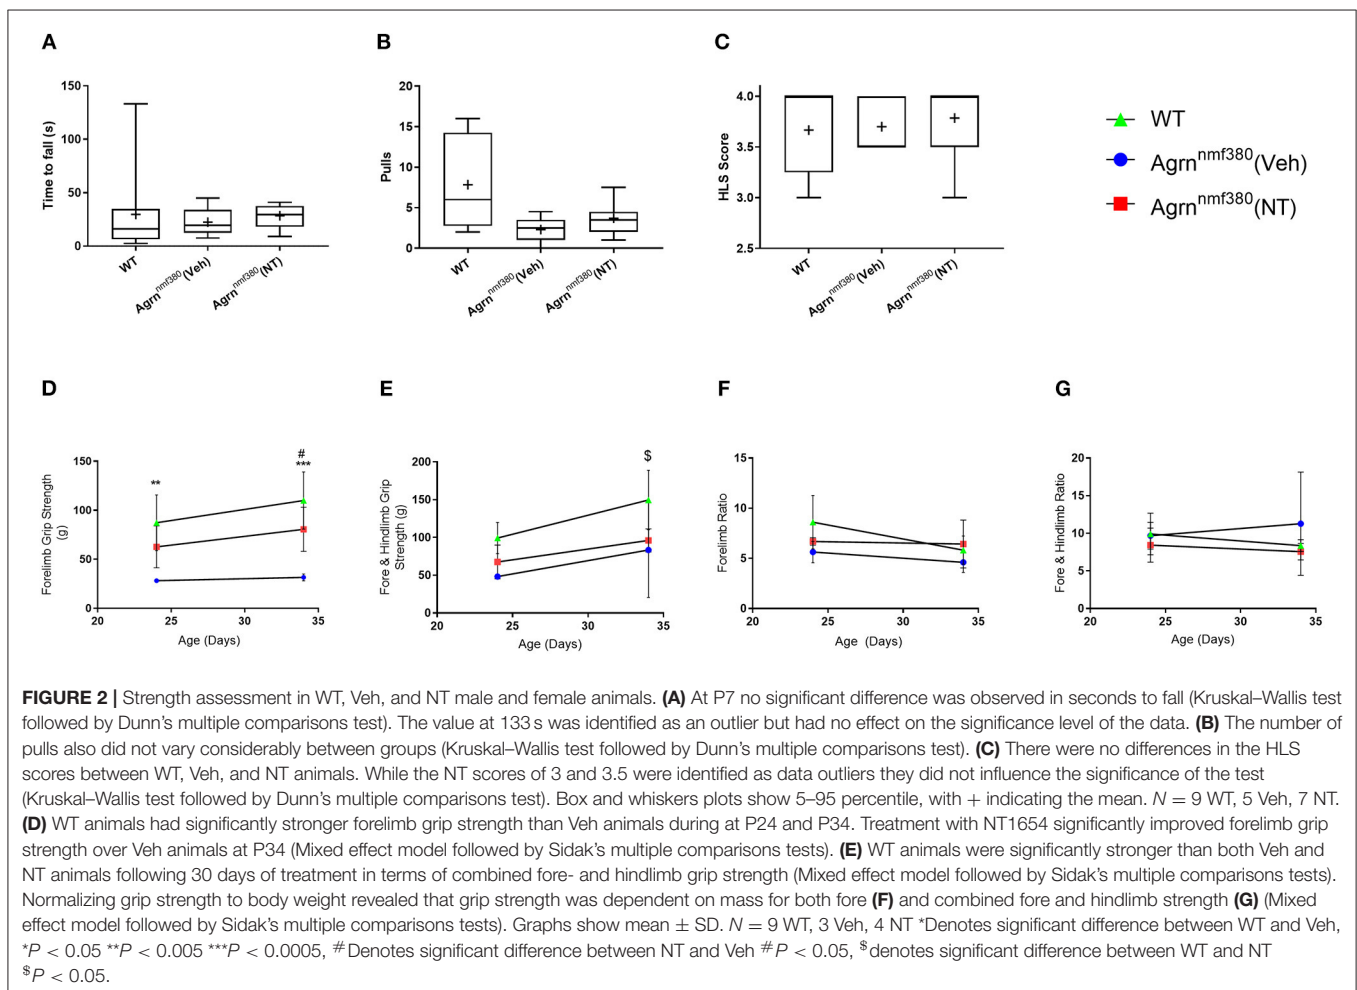 A
B
C
150
100
50
0
Time to fall (s)
WT
Agrn^nmf380(Veh)
Agrn^nmf380(NT)
20
15
10
5
0
Pulls
WT
Agrn^nmf380(Veh)
Agrn^nmf380(NT)
4.0
3.5
3.0
2.5
HLS Score
WT
Agrn^nmf380(Veh)
Agrn^nmf380(NT)
WT
Agrn^nmf380(Veh)
Agrn^nmf380(NT)
D
E
F
G
150
100
50
0
Forelimb Grip Strength
(g)
**
#
***
20 25 30 35
Age (Days)
200
150
100
50
0
Fore & Hindlimb Grip
Strength (g)
$
20 25 30 35
Age (Days)
15
10
5
0
Forelimb Ratio
20 25 30 35
Age (Days)
20
15
10
5
0
Fore & Hindlimb Ratio
20 25 30 35
Age (Days)
FIGURE 2 | Strength assessment in WT, Veh, and NT male and female animals. (A) At P7 no significant difference was observed in seconds to fall (Kruskal–Wallis test
followed by Dunn's multiple comparisons test). The value at 133 s was identified as an outlier but had no effect on the significance level of the data. (B) The number of
pulls also did not vary considerably between groups (Kruskal–Wallis test followed by Dunn's multiple comparisons test). (C) There were no differences in the HLS
scores between WT, Veh, and NT animals. While the NT scores of 3 and 3.5 were identified as data outliers they did not influence the significance of the test
(Kruskal–Wallis test followed by Dunn's multiple comparisons test). Box and whiskers plots show 5–95 percentile, with + indicating the mean. N = 9 WT, 5 Veh, 7 NT.
(D) WT animals had significantly stronger forelimb grip strength than Veh animals during at P24 and P34. Treatment with NT1654 significantly improved forelimb grip
strength over Veh animals at P34 (Mixed effect model followed by Sidak's multiple comparisons tests). (E) WT animals were significantly stronger than both Veh and
NT animals following 30 days of treatment in terms of combined fore- and hindlimb grip strength (Mixed effect model followed by Sidak's multiple comparisons tests).
Normalizing grip strength to body weight revealed that grip strength was dependent on mass for both fore (F) and combined fore and hindlimb strength (G) (Mixed
effect model followed by Sidak's multiple comparisons tests). Graphs show mean ± SD. N = 9 WT, 3 Veh, 4 NT *Denotes significant difference between WT and Veh,
*P < 0.05 **P < 0.005 ***P < 0.0005, #Denotes significant difference between NT and Veh #P < 0.05, $denotes significant difference between WT and NT
$P < 0.05.